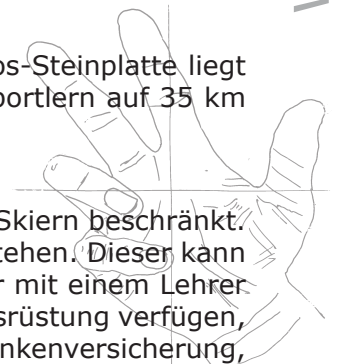 os-Steinplatte liegt
portlern auf 35 km
Skiern beschränkt.
tehen. Dieser kann
r mit einem Lehrer
srüstung verfügen,
nkenversicherung,